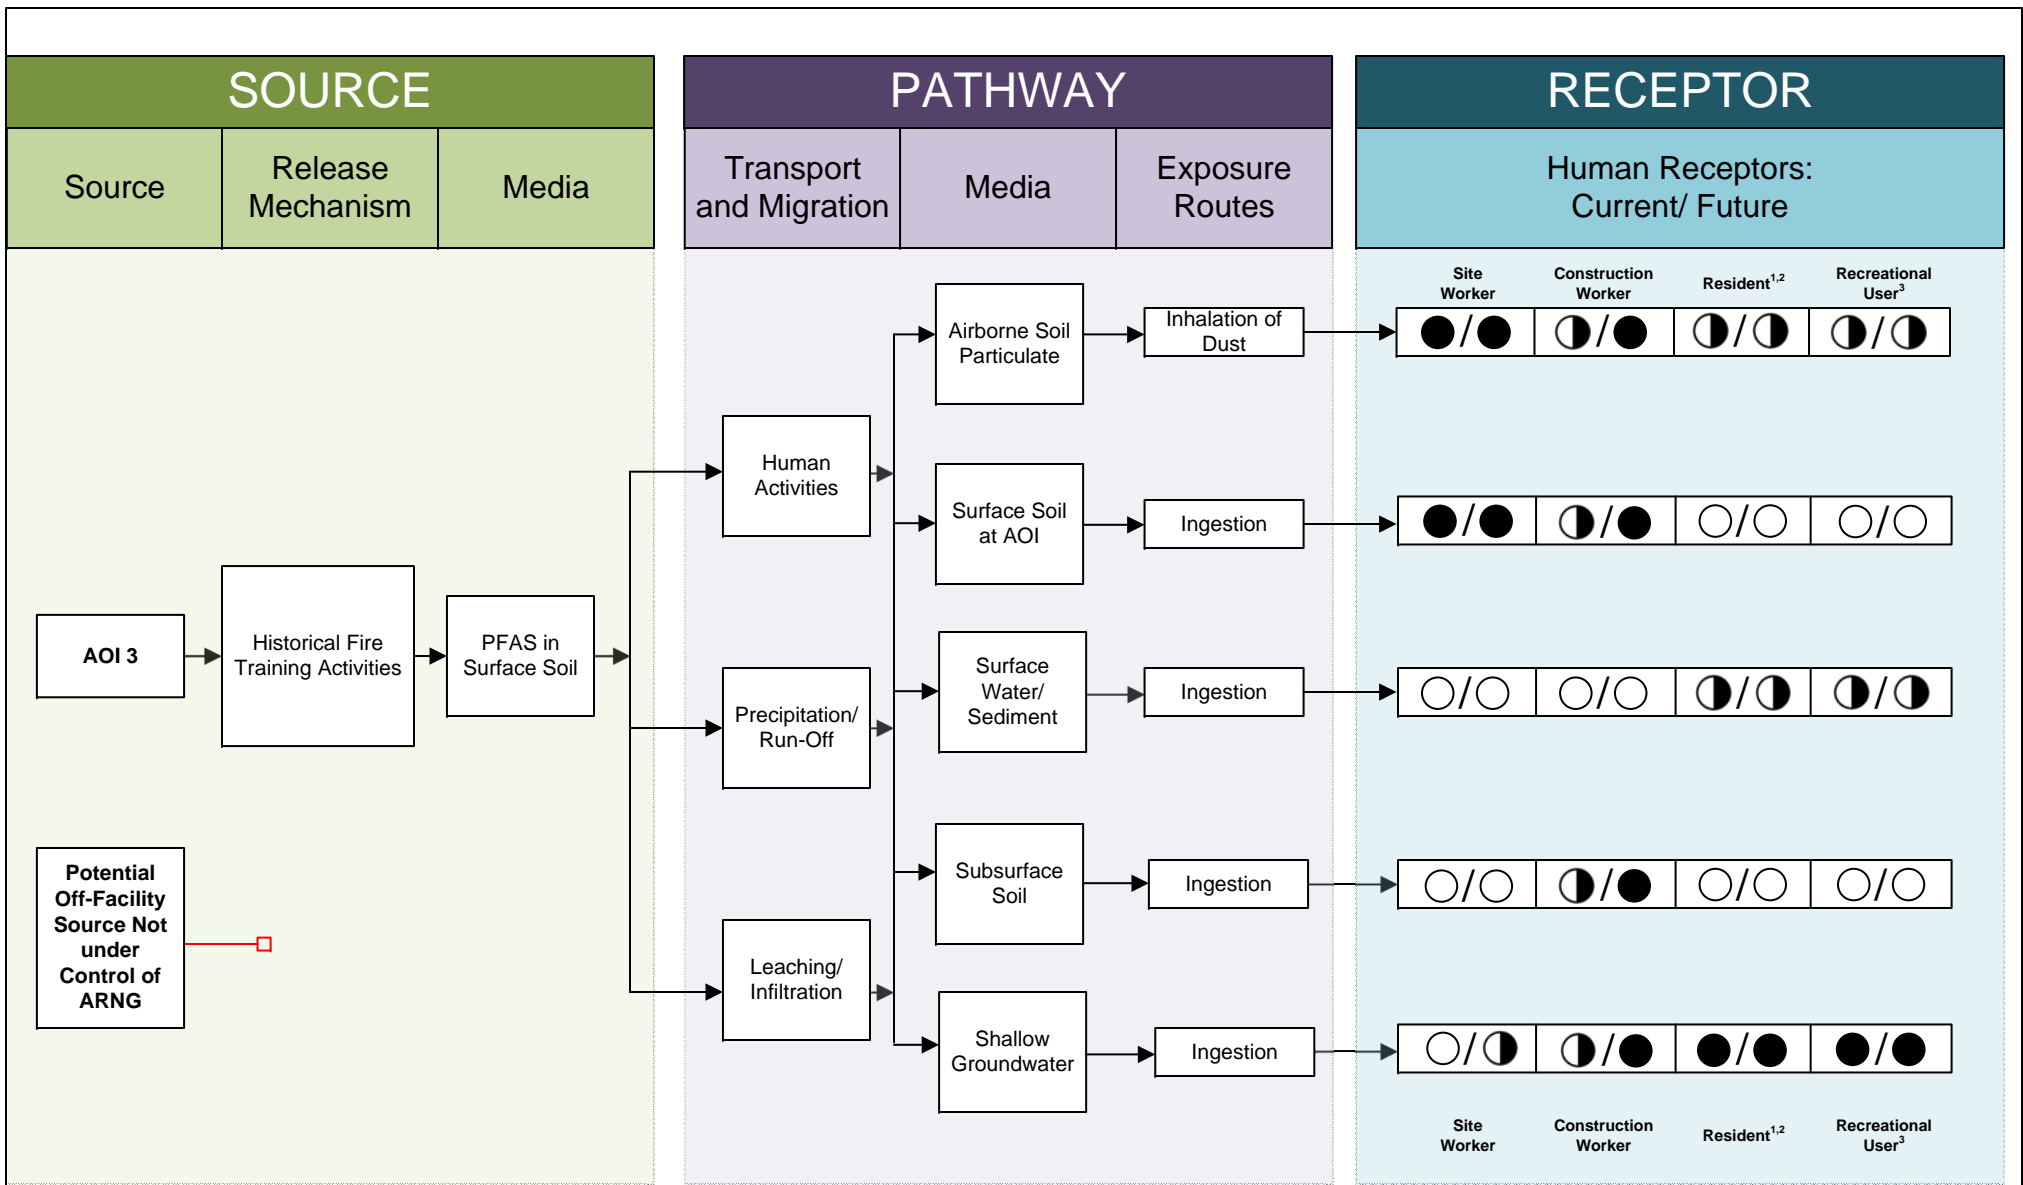 SOURCE
PATHWAY
RECEPTOR
Source
Release
Mechanism
Media
Transport
and Migration
Media
Exposure
Routes
Human Receptors:
Current/ Future
Site
Worker
Construction
Worker
Resident1,2
Recreational
User3
Airborne Soil
Particulate
Inhalation of
Dust
Human
Activities
Surface Soil
at AOI
Ingestion
AOI 3
Historical Fire
Training Activities
PFAS in
Surface Soil
Precipitation/
Run-Off
Surface
Water/
Sediment
Ingestion
Potential
Off-Facility
Source Not
under
Control of
ARNG
Leaching/
Infiltration
Subsurface
Soil
Ingestion
Shallow
Groundwater
Ingestion
Site
Worker
Construction
Worker
Resident1,2
Recreational
User3